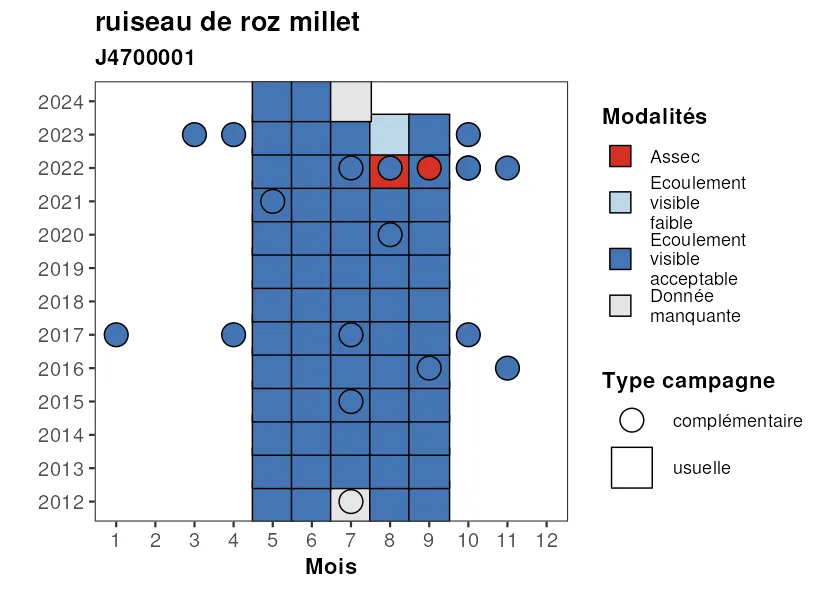 ruiseau de roz millet
J4700001
2024
2023
2022
2021
2020
2019
2018
2017
2016
2015
2014
2013
2012
1 2 3 4 5 6 7 8 9 10 11 12
Mois
Modalités
Assec
Ecoulement
visible
faible
Ecoulement
visible
acceptable
Donnée
manquante
Type campagne
complémentaire
usuelle